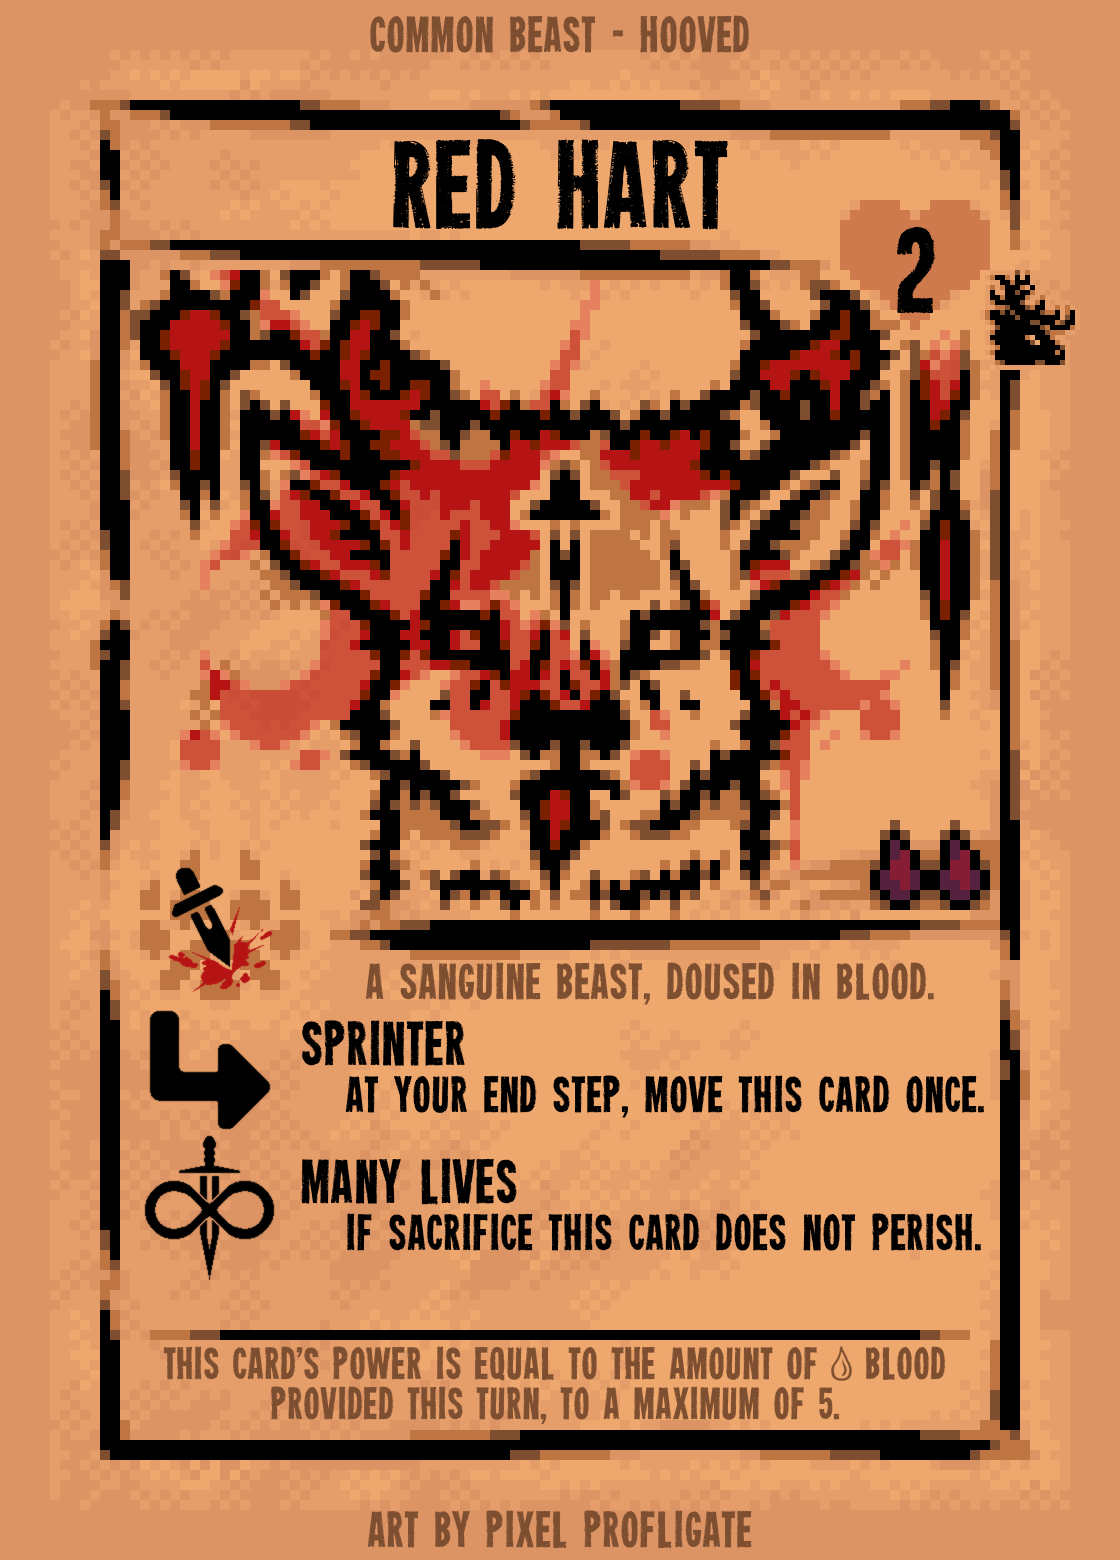 COMMON BEAST - HOOVED
RED HART
2
A SANGUINE BEAST, DOUSED IN BLOOD.
SPRINTER
AT YOUR END STEP, MOVE THIS CARD ONCE.
MANY LIVES
IF SACRIFICE THIS CARD DOES NOT PERISH.
THIS CARD'S POWER IS EQUAL TO THE AMOUNT OF BLOOD
PROVIDED THIS TURN, TO A MAXIMUM OF 5.
ART BY PIXEL PROFLIGATE